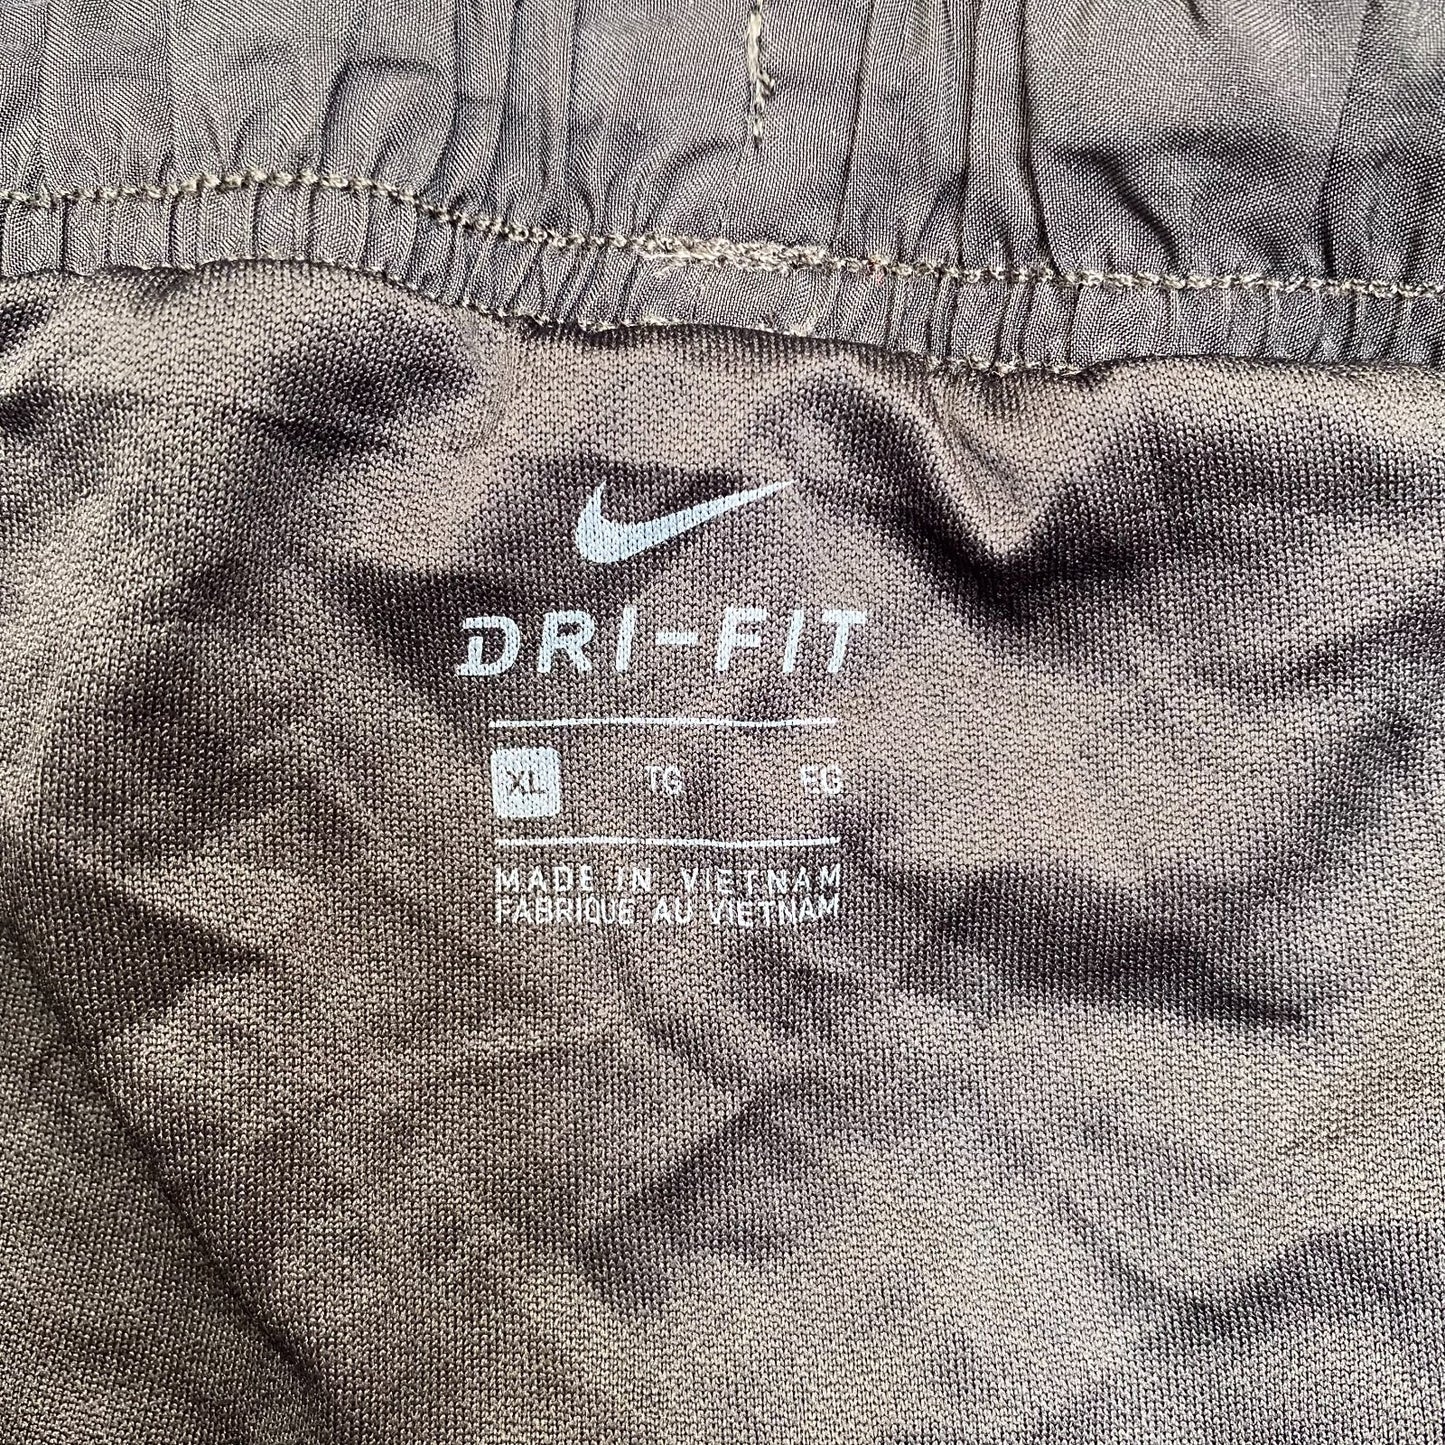 DRI-FIT
XL TG EG
MADE IN VIETNAM
FABRIQUE AU VIETNAM